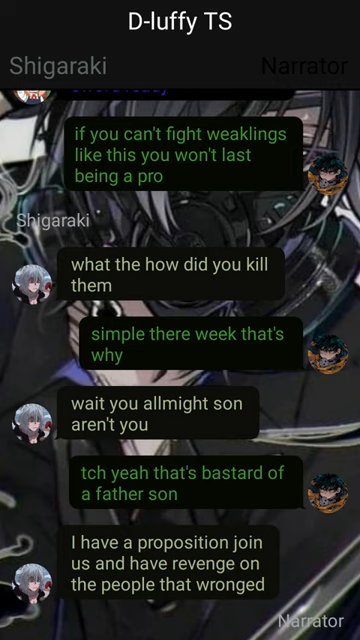 D-luffy TS
Shigaraki
Narrator
if you can't fight weaklings
like this you won't last
being a pro
Shigaraki
what the how did you kill
them
simple there week that's
why
wait you allmight son
aren't you
tch yeah that's bastard of
a father son
I have a proposition join
us and have revenge on
the people that wronged
Narrator